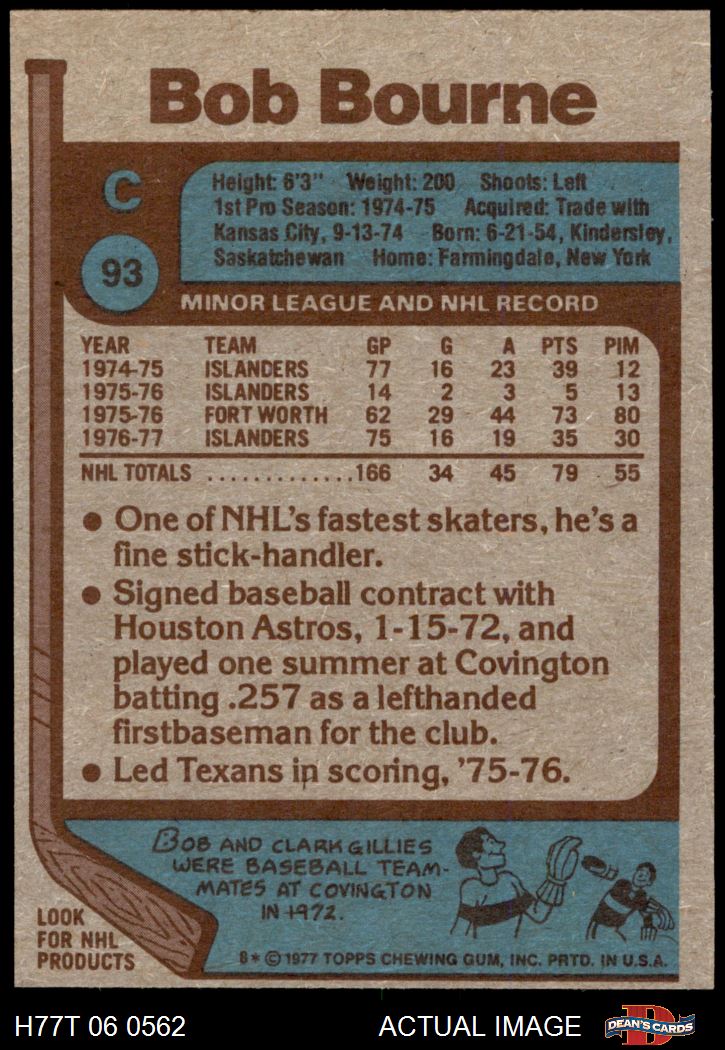 Bob Bourne
C
93
Height: 6'3" Weight: 200 Shoots: Left
1st Pro Season: 1974-75 Acquired: Trade with
Kansas City, 9-13-74 Born: 6-21-54, Kindersley,
Saskatchewan Home: Farmingdale, New York
MINOR LEAGUE AND NHL RECORD
YEAR TEAM GP G A PTS PIM
1974-75 ISLANDERS 77 16 23 39 12
1975-76 ISLANDERS 14 2 3 5 13
1975-76 FORT WORTH 62 29 44 73 80
1976-77 ISLANDERS 75 16 19 35 30
NHL TOTALS .............166 34 45 79 55
● One of NHL's fastest skaters, he's a
fine stick-handler.
● Signed baseball contract with
Houston Astros, 1-15-72, and
played one summer at Covington
batting .257 as a lefthanded
firstbaseman for the club.
● Led Texans in scoring, '75-76.
BOB AND CLARK GILLIES
WERE BASEBALL TEAM-
MATES AT COVINGTON
IN 1972.
LOOK
FOR NHL
PRODUCTS
8* © 1977 TOPPS CHEWING GUM, INC. PRTD. IN U.S.A.
H77T 06 0562 ACTUAL IMAGE
DEAN'S CARDS